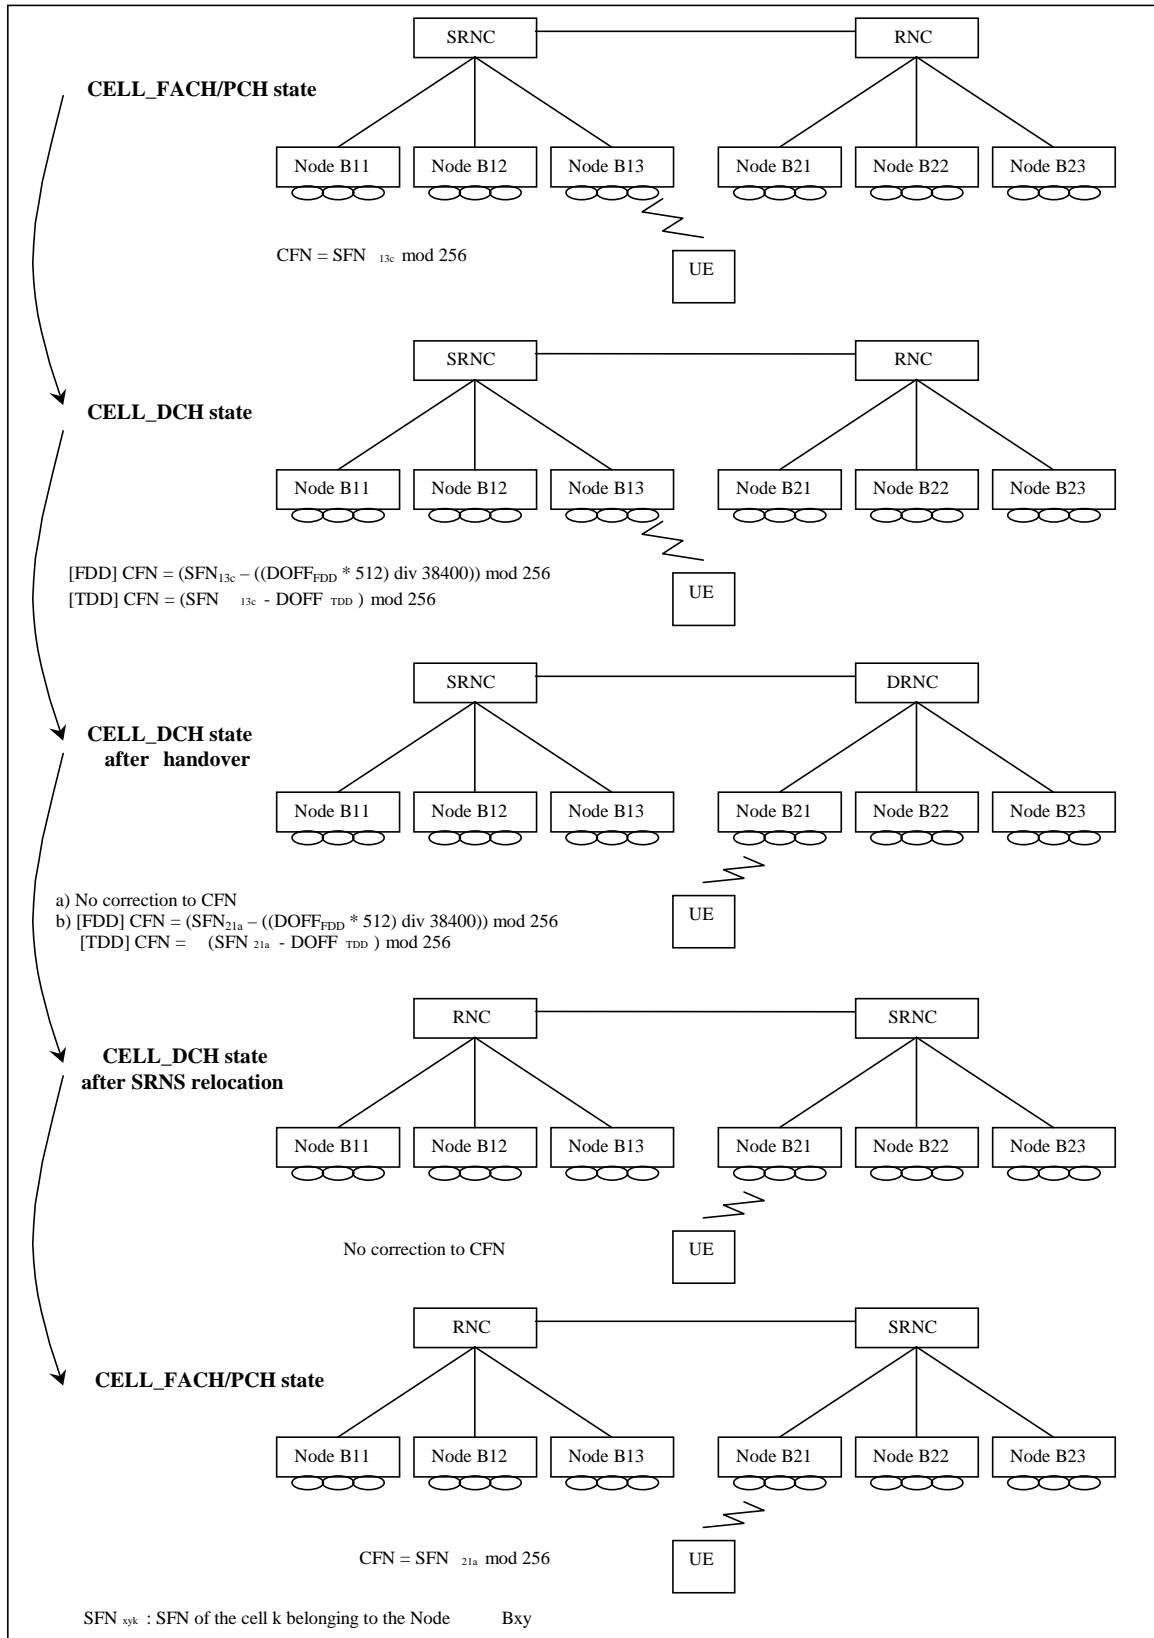 SRNC RNC
CELL_FACH/PCH state
Node B11 Node B12 Node B13 Node B21 Node B22 Node B23
CFN = SFN 13c mod 256
UE
SRNC RNC
CELL_DCH state
Node B11 Node B12 Node B13 Node B21 Node B22 Node B23
[FDD] CFN = (SFN13c – ((DOFFFDD * 512) div 38400)) mod 256
[TDD] CFN = (SFN 13c - DOFF TDD ) mod 256
UE
SRNC DRNC
CELL_DCH state
after handover
Node B11 Node B12 Node B13 Node B21 Node B22 Node B23
a) No correction to CFN
b) [FDD] CFN = (SFN21a – ((DOFFFDD * 512) div 38400)) mod 256
[TDD] CFN = (SFN 21a - DOFF TDD ) mod 256
UE
RNC SRNC
CELL_DCH state
after SRNS relocation
Node B11 Node B12 Node B13 Node B21 Node B22 Node B23
No correction to CFN
UE
RNC SRNC
CELL_FACH/PCH state
Node B11 Node B12 Node B13 Node B21 Node B22 Node B23
CFN = SFN 21a mod 256
UE
SFN xyk : SFN of the cell k belonging to the Node Bxy